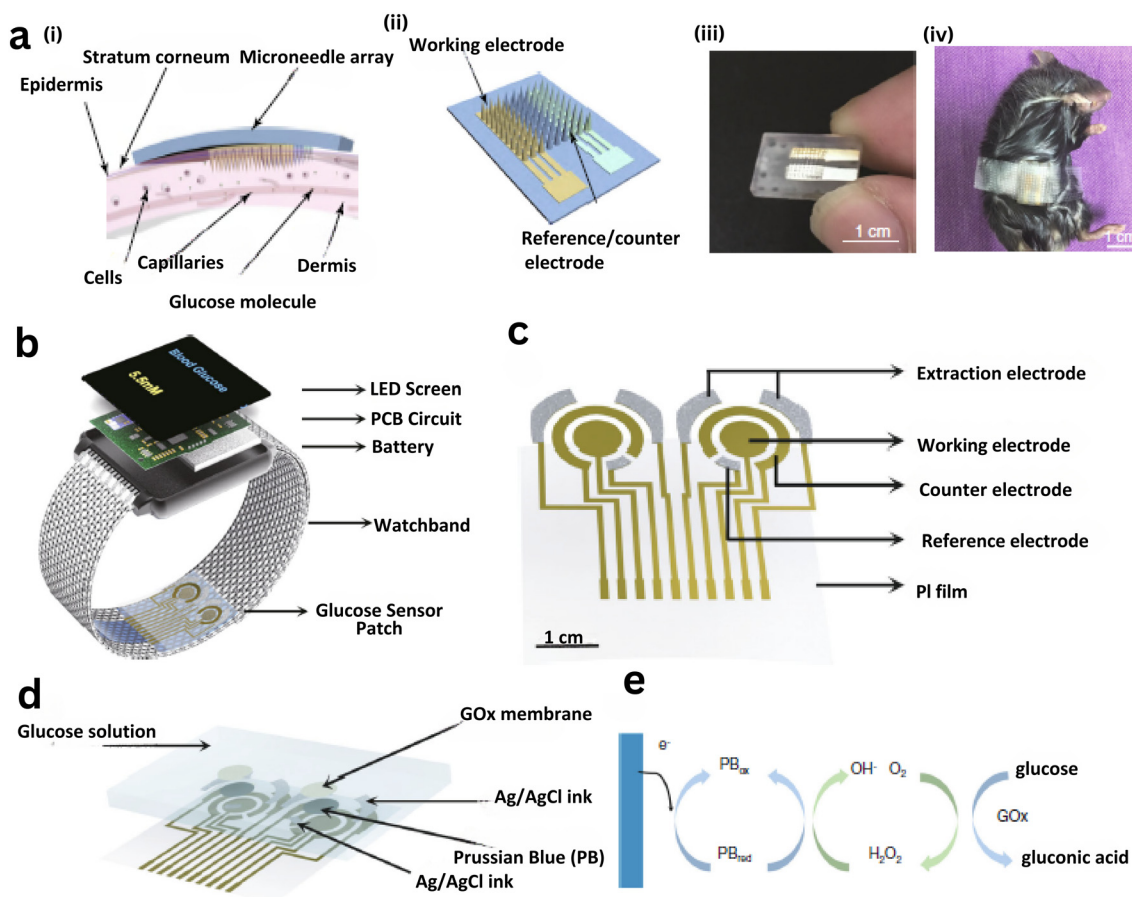 a (i)
Stratum corneum
Microneedle array
Epidermis
Cells
Capillaries
Dermis
Glucose molecule
(ii)
Working electrode
Reference/counter
electrode
(iii)
1 cm
(iv)
1 cm
b
Blood Glucose
5.5mM
LED Screen
PCB Circuit
Battery
Watchband
Glucose Sensor
Patch
c
Extraction electrode
Working electrode
Counter electrode
Reference electrode
Pl film
1 cm
d
Glucose solution
GOx membrane
Ag/AgCl ink
Prussian Blue (PB)
Ag/AgCl ink
e
e-
PBox
OH- O2
glucose
GOx
PBred
H2O2
gluconic acid